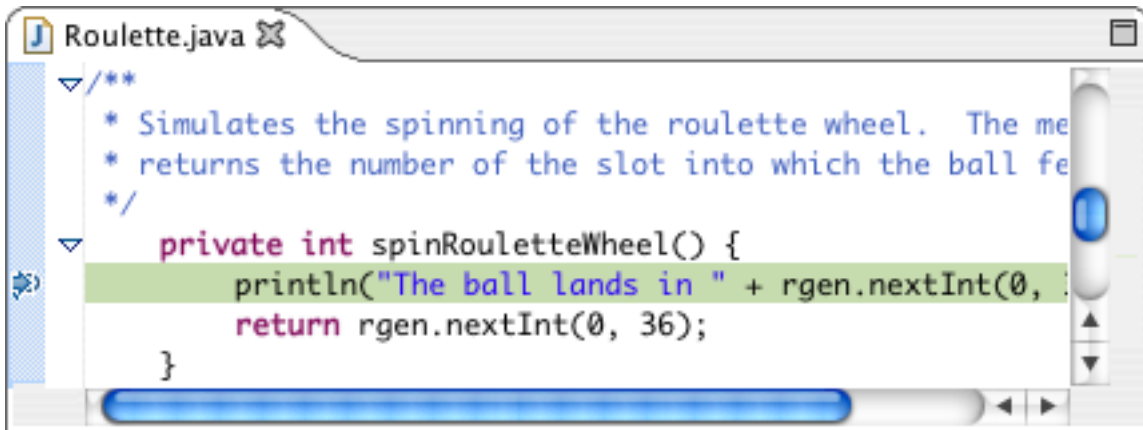 Roulette.java
/**
* Simulates the spinning of the roulette wheel.  The me
* returns the number of the slot into which the ball fe
*/
private int spinRouletteWheel() {
println("The ball lands in " + rgen.nextInt(0,
return rgen.nextInt(0, 36);
}